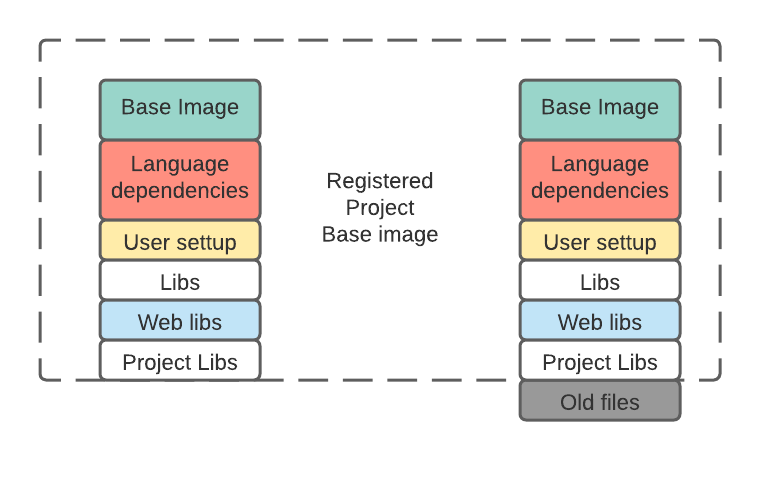 Base Image
Language
dependencies
User settup
Libs
Web libs
Project Libs
Registered
Project
Base image
Base Image
Language
dependencies
User settup
Libs
Web libs
Project Libs
Old files